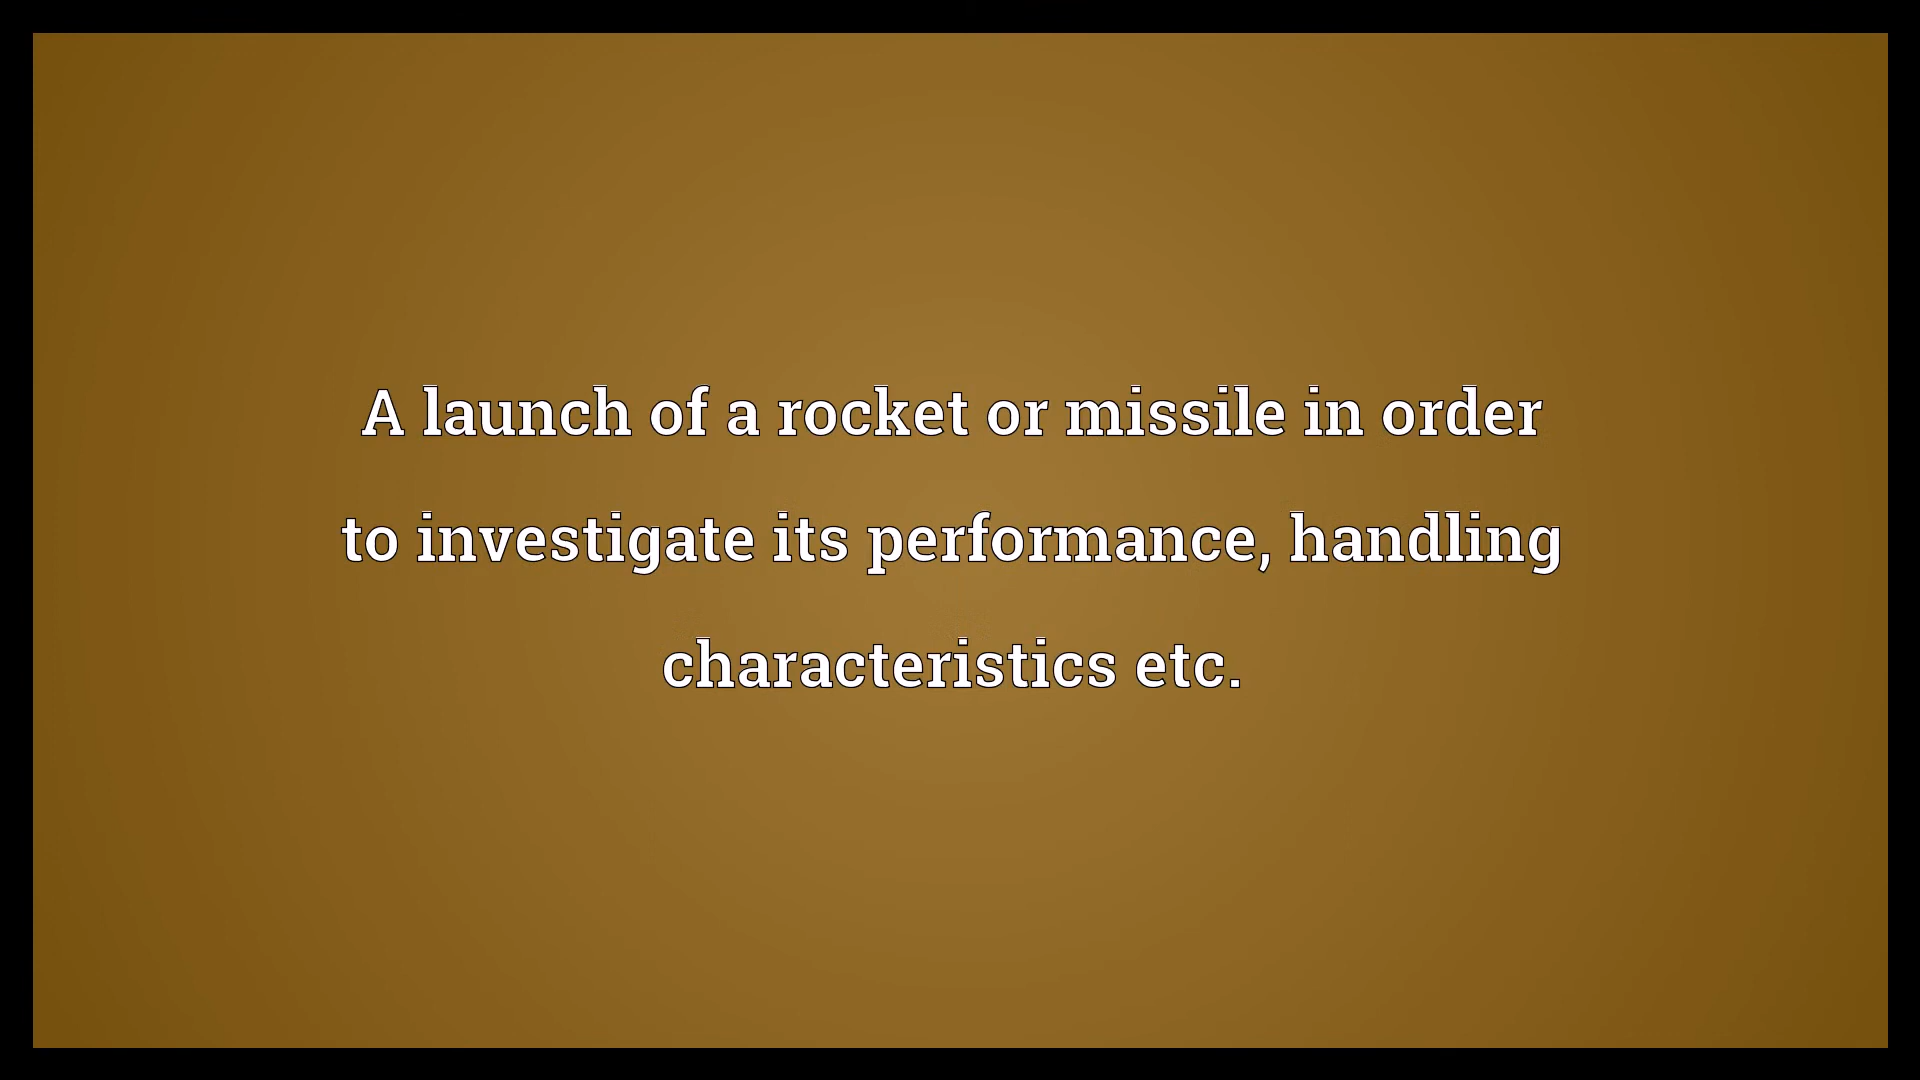 A launch of a rocket or missile in order
to investigate its performance, handling
characteristics etc.